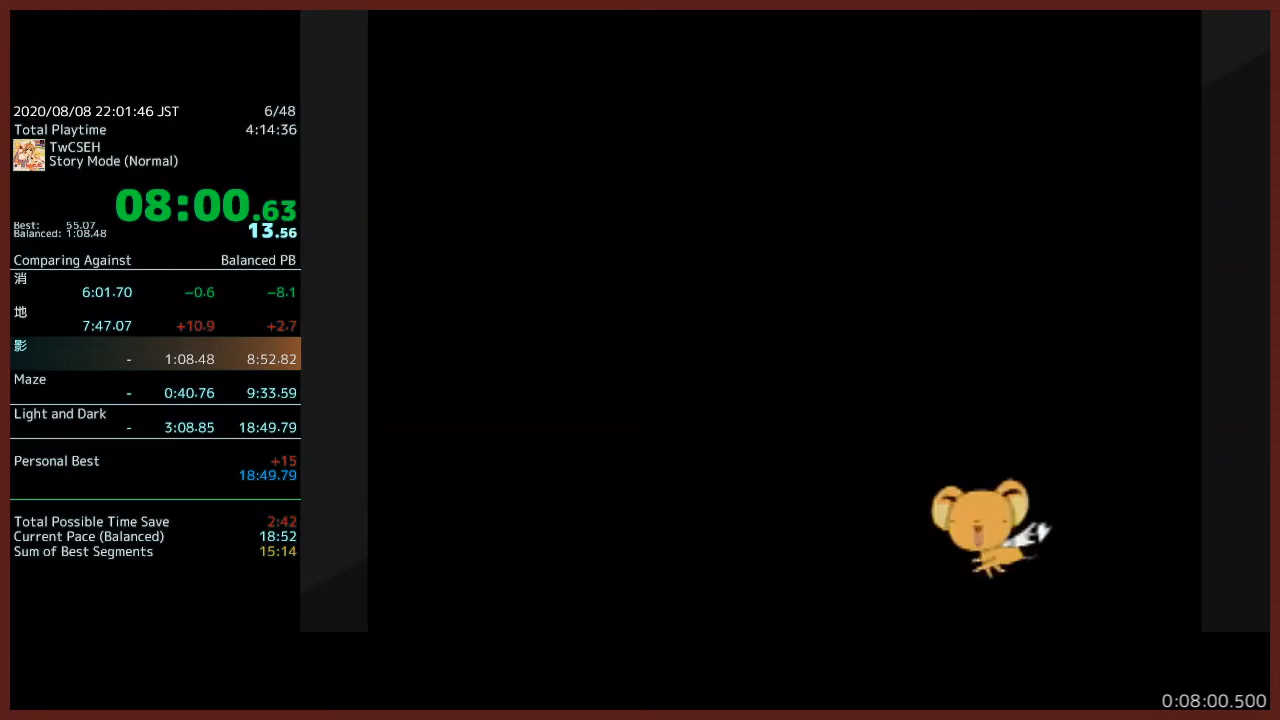 2020/08/08 22:01:46 JST 6/48
Total Playtime 4:14:36
TwCSEH
Story Mode (Normal)
08:00.63
Best: 55.07
Balanced: 1:08.48
13.56
Comparing Against Balanced PB
消
6:01.70 −0.6 −8.1
地
7:47.07 +10.9 +2.7
影
- 1:08.48 8:52.82
Maze
- 0:40.76 9:33.59
Light and Dark
- 3:08.85 18:49.79
Personal Best +15
18:49.79
Total Possible Time Save 2:42
Current Pace (Balanced) 18:52
Sum of Best Segments 15:14
0:08:00.500